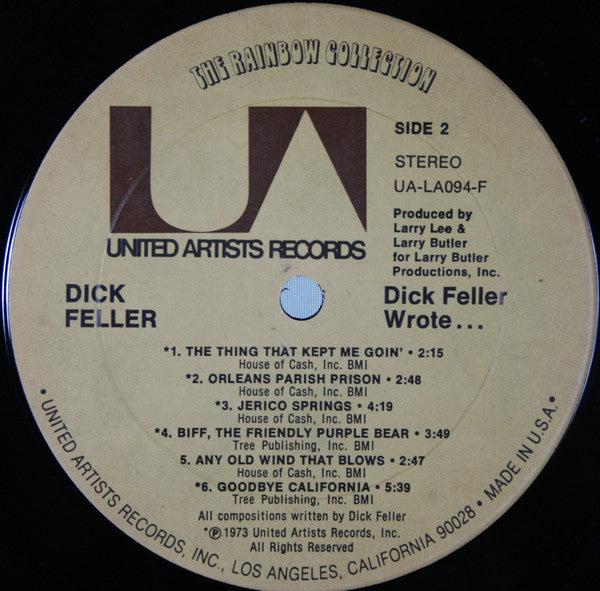 THE RAINBOW COLLECTION
UA
UNITED ARTISTS RECORDS
SIDE 2
STEREO
UA-LA094-F
Produced by
Larry Lee &
Larry Butler
for Larry Butler
Productions, Inc.
DICK
FELLER
Dick Feller
Wrote...
*1. THE THING THAT KEPT ME GOIN' • 2:15
House of Cash, Inc. BMI
*2. ORLEANS PARISH PRISON • 2:48
House of Cash, Inc. BMI
*3. JERICO SPRINGS • 4:19
House of Cash, Inc. BMI
*4. BIFF, THE FRIENDLY PURPLE BEAR • 3:49
Tree Publishing, Inc. BMI
5. ANY OLD WIND THAT BLOWS • 2:47
House of Cash, Inc. BMI
*6. GOODBYE CALIFORNIA • 5:39
Tree Publishing, Inc. BMI
All compositions written by Dick Feller
*℗ 1973 United Artists Records, Inc.
All Rights Reserved
• UNITED ARTISTS RECORDS, INC., LOS ANGELES, CALIFORNIA 90028 • MADE IN U.S.A. •